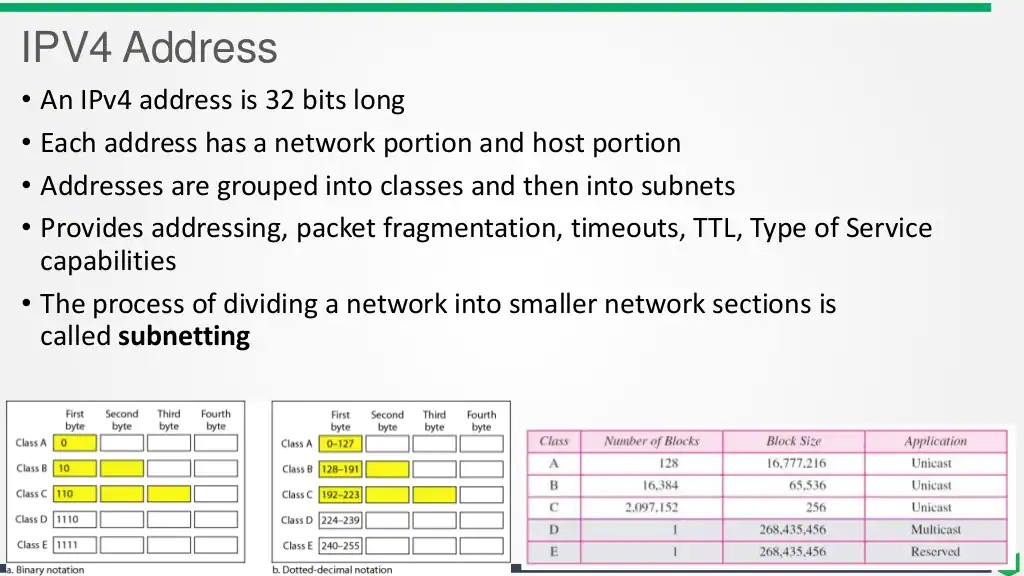 IPV4 Address
• An IPv4 address is 32 bits long
• Each address has a network portion and host portion
• Addresses are grouped into classes and then into subnets
• Provides addressing, packet fragmentation, timeouts, TTL, Type of Service
capabilities
• The process of dividing a network into smaller network sections is
called subnetting
First byte Second byte Third byte Fourth byte
Class A 0
Class B 10
Class C 110
Class D 1110
Class E 1111
a. Binary notation
First byte Second byte Third byte Fourth byte
Class A 0–127
Class B 128–191
Class C 192–223
Class D 224–239
Class E 240–255
b. Dotted-decimal notation
Class Number of Blocks Block Size Application
A 128 16,777,216 Unicast
B 16,384 65,536 Unicast
C 2,097,152 256 Unicast
D 1 268,435,456 Multicast
E 1 268,435,456 Reserved